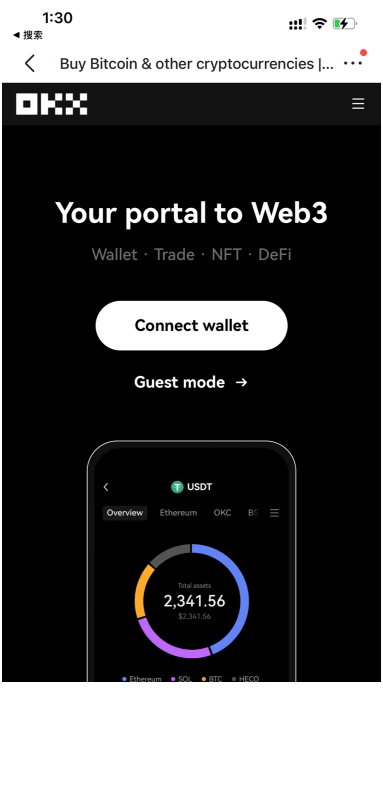 1:30
◀ 搜索
Buy Bitcoin & other cryptocurrencies |...
OKX
Your portal to Web3
Wallet · Trade · NFT · DeFi
Connect wallet
Guest mode →
USDT
Overview Ethereum OKC BS
Total assets
2,341.56
$2,341.56
Ethereum SOL BTC HECO